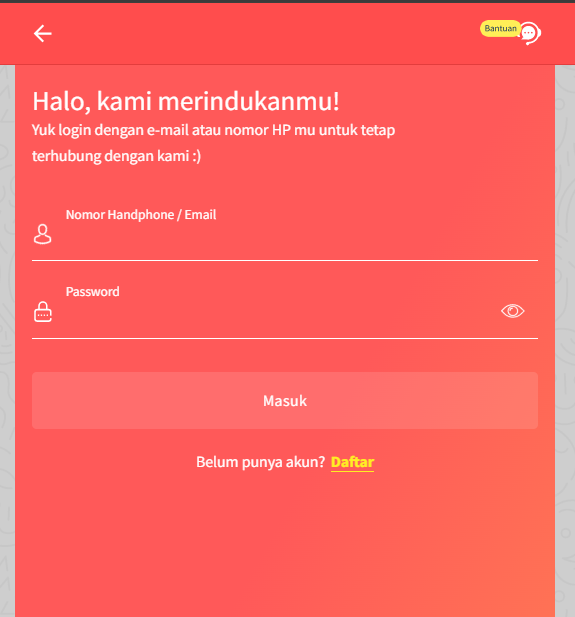 Bantuan
Halo, kami merindukanmu!
Yuk login dengan e-mail atau nomor HP mu untuk tetap
terhubung dengan kami :)
Nomor Handphone / Email
Password
Masuk
Belum punya akun? Daftar